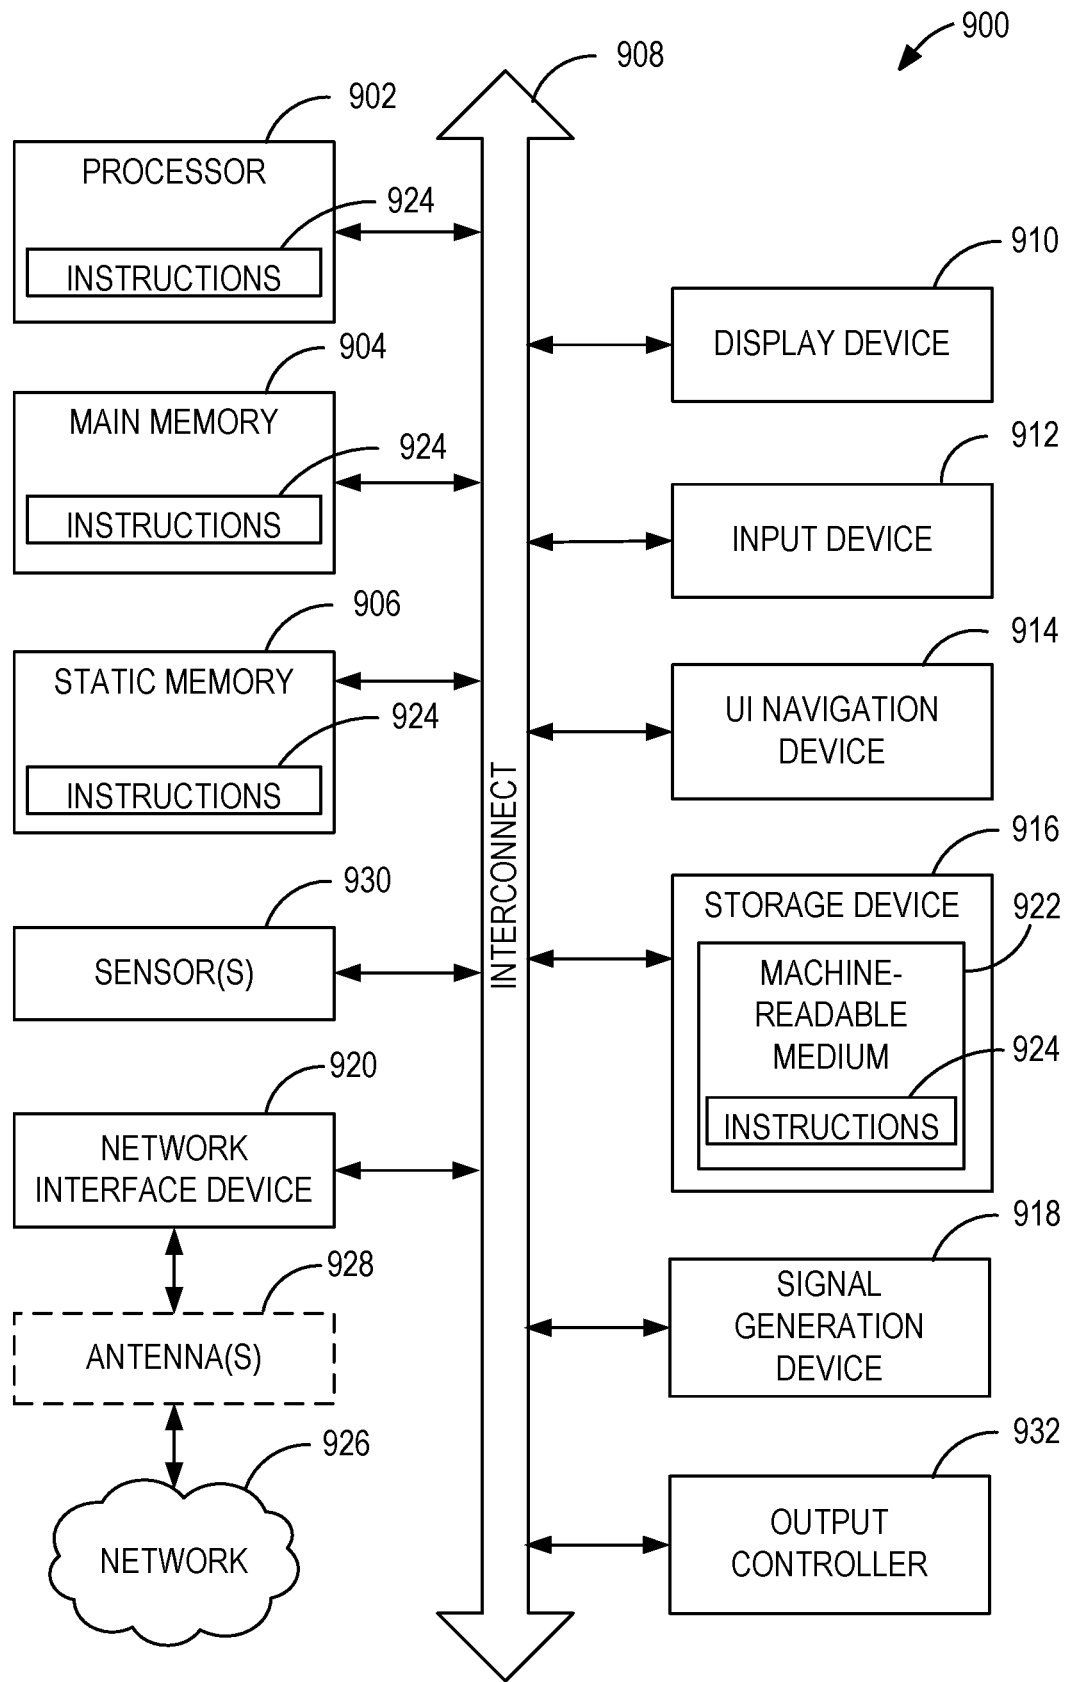 900
908
902
PROCESSOR
924
INSTRUCTIONS
904
MAIN MEMORY
924
INSTRUCTIONS
906
STATIC MEMORY
924
INSTRUCTIONS
930
SENSOR(S)
920
NETWORK
INTERFACE DEVICE
928
ANTENNA(S)
926
NETWORK
INTERCONNECT
910
DISPLAY DEVICE
912
INPUT DEVICE
914
UI NAVIGATION
DEVICE
916
STORAGE DEVICE
922
MACHINE-
READABLE
MEDIUM
924
INSTRUCTIONS
918
SIGNAL
GENERATION
DEVICE
932
OUTPUT
CONTROLLER